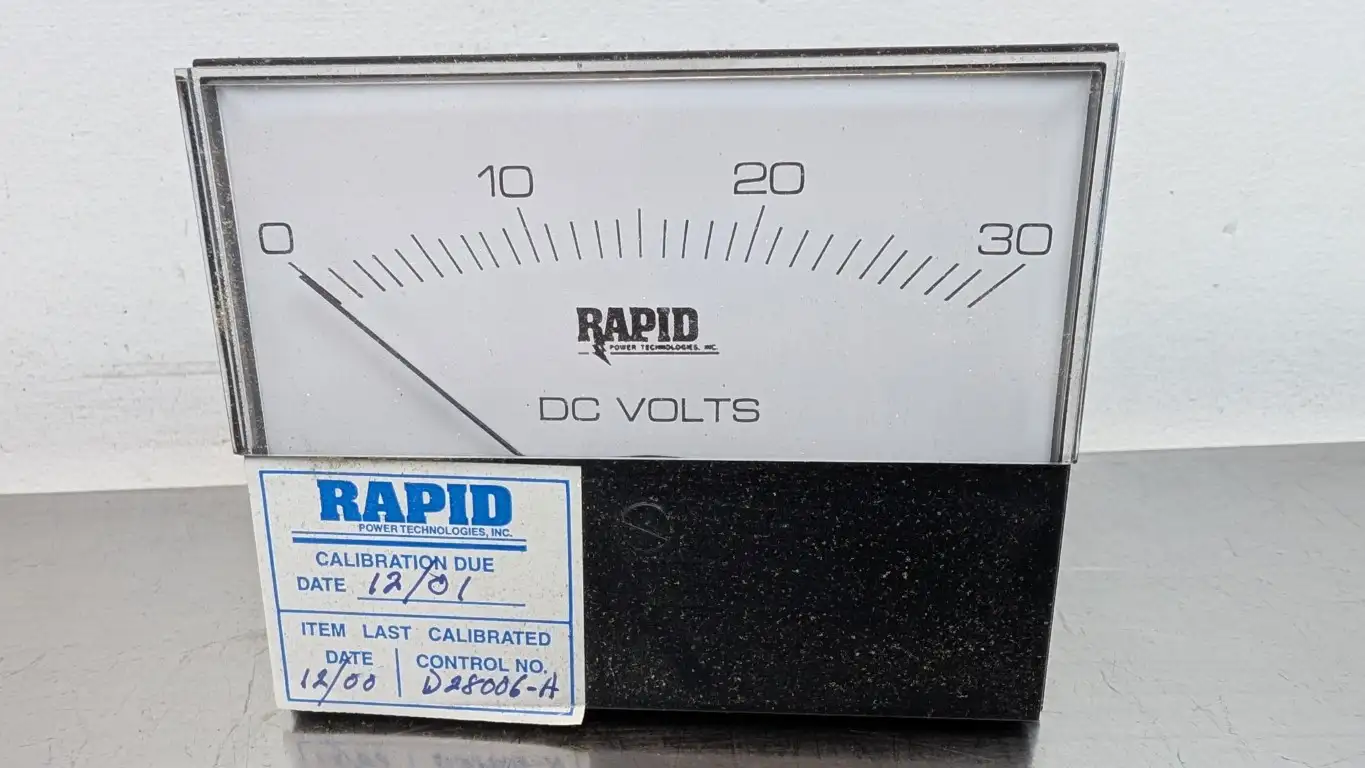 0 10 20 30
RAPID
POWER TECHNOLOGIES, INC.
DC VOLTS
RAPID
POWER TECHNOLOGIES, INC.
CALIBRATION DUE
DATE 12/01
ITEM LAST CALIBRATED
DATE CONTROL NO.
12/00 D28006-A